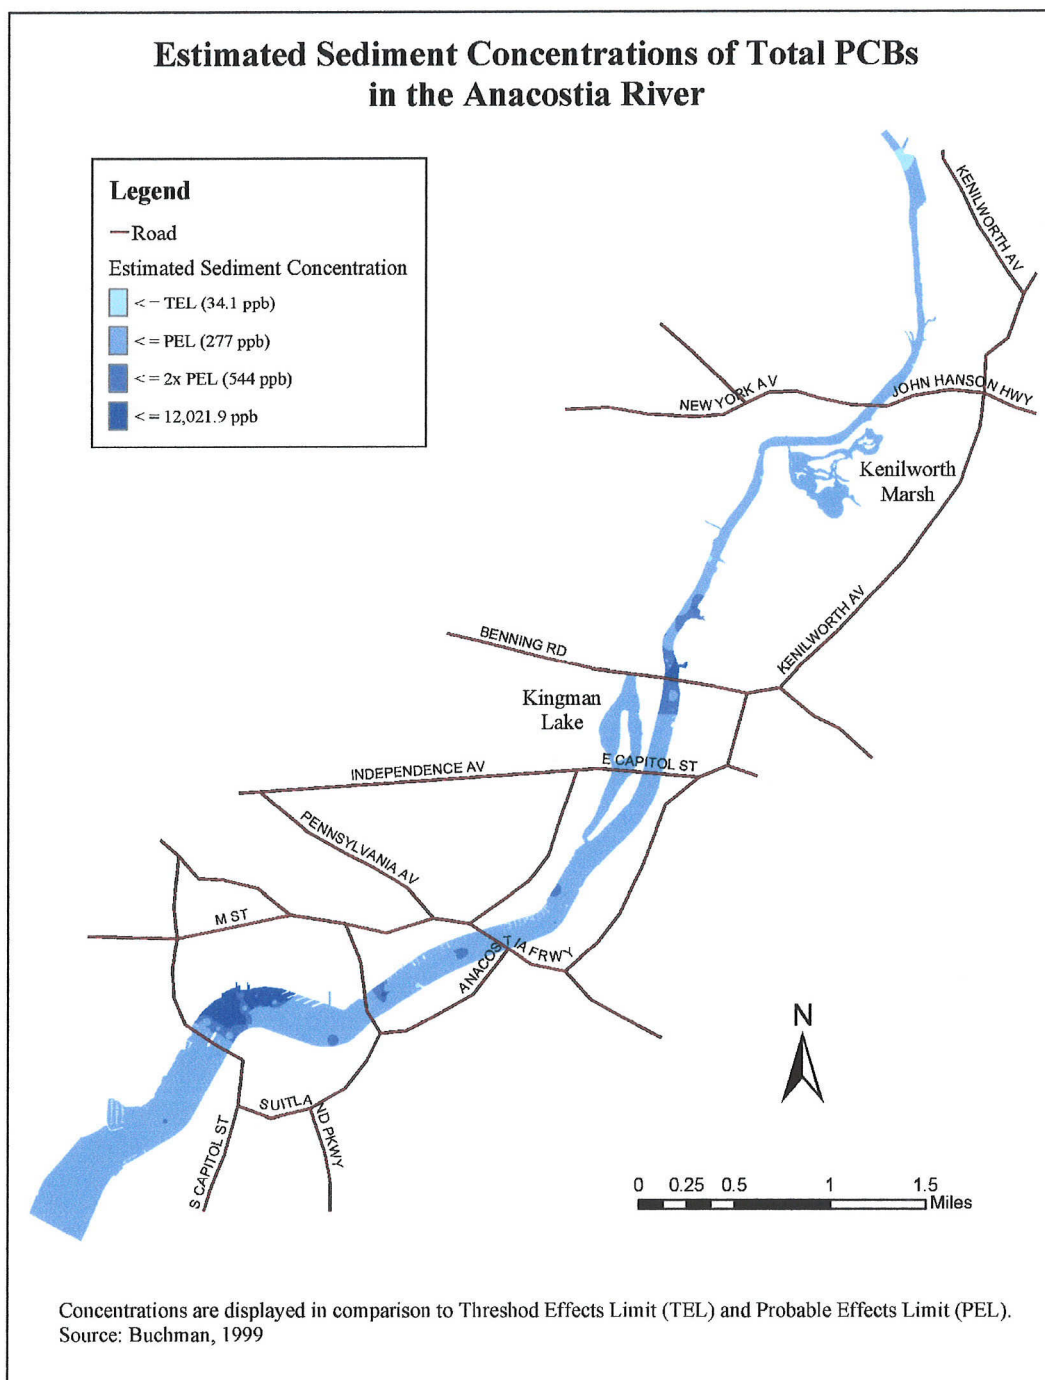 Estimated Sediment Concentrations of Total PCBs
in the Anacostia River
Legend
Road
Estimated Sediment Concentration
< = TEL (34.1 ppb)
< = PEL (277 ppb)
< = 2x PEL (544 ppb)
< = 12,021.9 ppb
KENILWORTH AV
NEW YORK AV
JOHN HANSON HWY
Kenilworth
Marsh
KENILWORTH AV
BENNING RD
Kingman
Lake
E CAPITOL ST
INDEPENDENCE AV
PENNSYLVANIA AV
M ST
ANACOSTIA FRWY
N
SUITLAND PKWY
S CAPITOL ST
0 0.25 0.5 1 1.5
Miles
Concentrations are displayed in comparison to Threshod Effects Limit (TEL) and Probable Effects Limit (PEL).
Source: Buchman, 1999